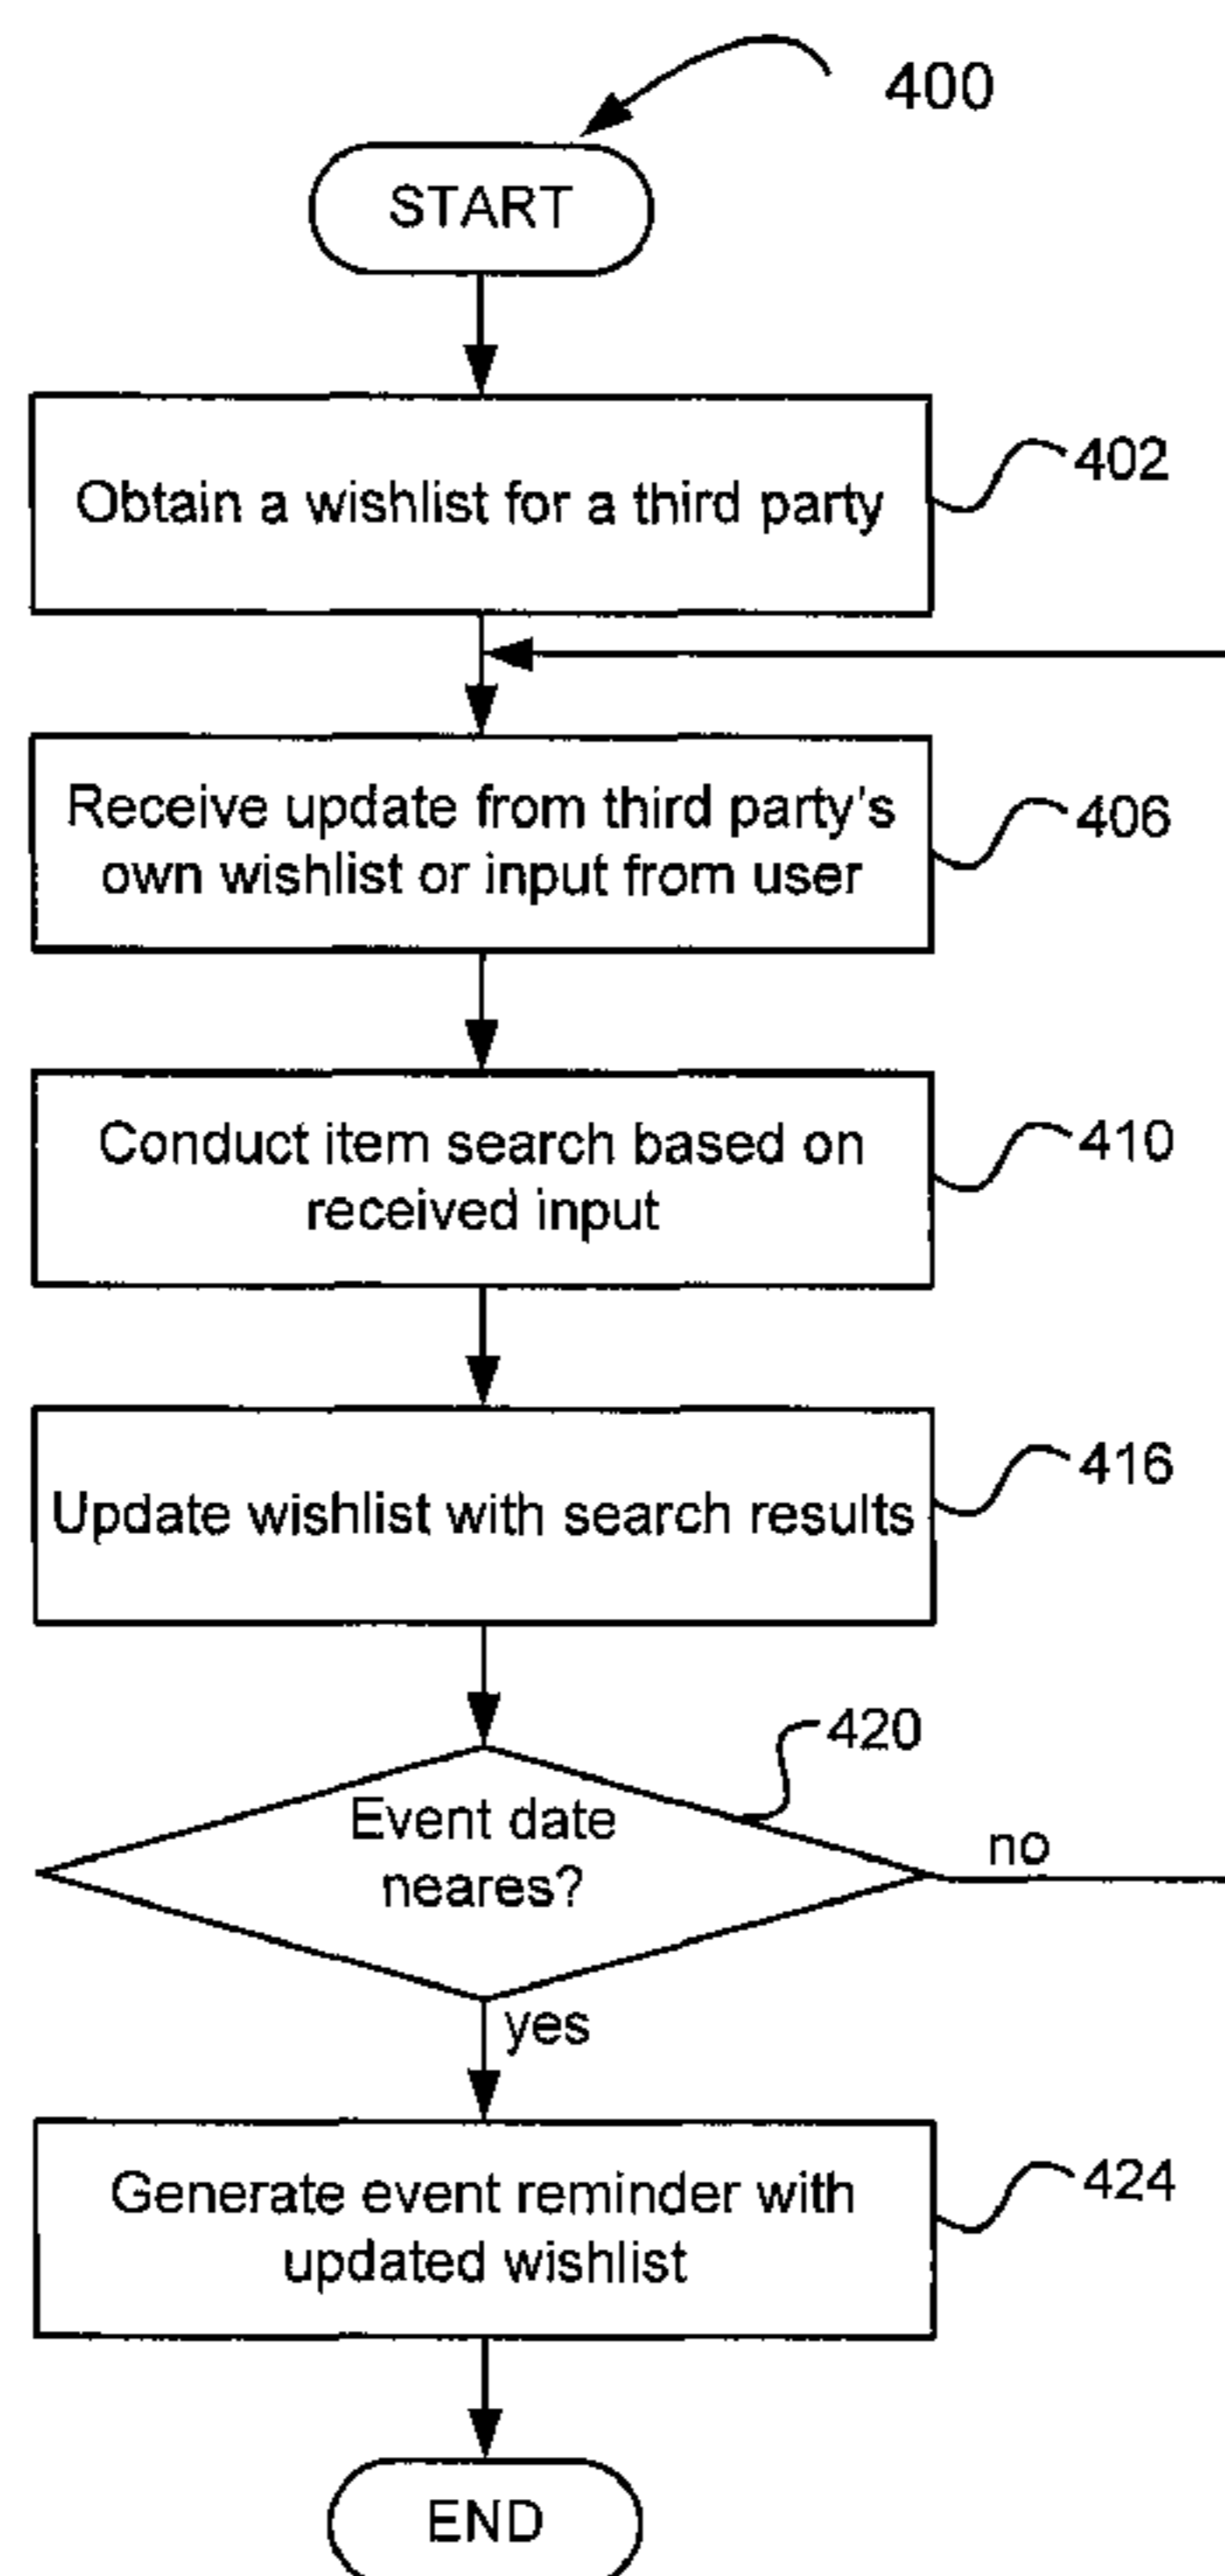 400
START
Obtain a wishlist for a third party
402
Receive update from third party's
own wishlist or input from user
406
Conduct item search based on
received input
410
Update wishlist with search results
416
420
Event date
neares?
no
yes
Generate event reminder with
updated wishlist
424
END